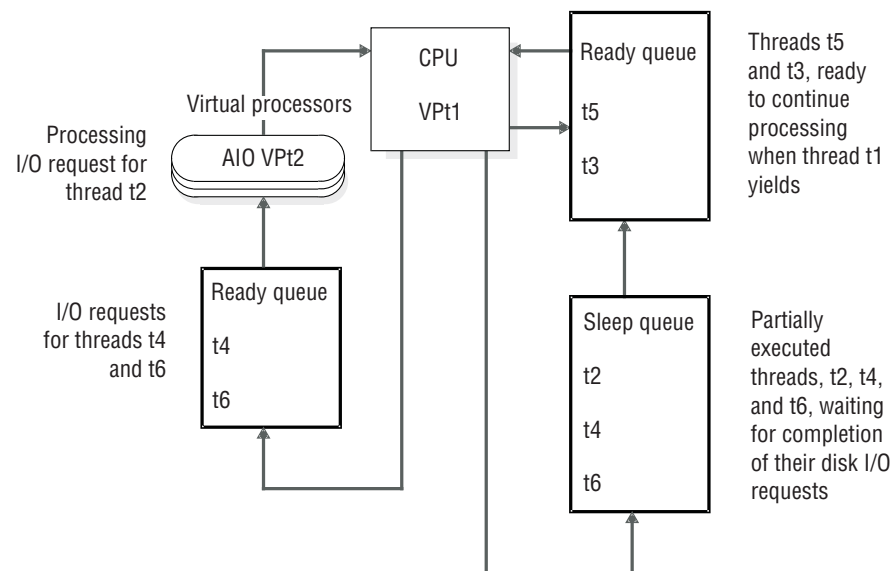 CPU
VPt1
Virtual processors
AIO VPt2
Processing
I/O request for
thread t2
Ready queue
t5
t3
Threads t5
and t3, ready
to continue
processing
when thread t1
yields
I/O requests
for threads t4
and t6
Ready queue
t4
t6
Sleep queue
t2
t4
t6
Partially
executed
threads, t2, t4,
and t6, waiting
for completion
of their disk I/O
requests